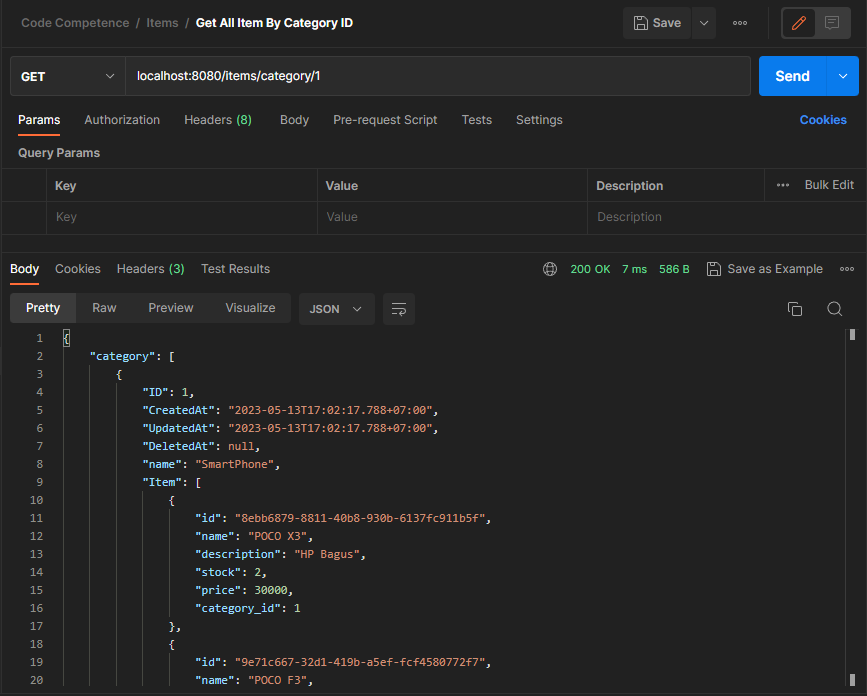 Code Competence / Items / Get All Item By Category ID
Save
GET localhost:8080/items/category/1 Send
Params Authorization Headers (8) Body Pre-request Script Tests Settings Cookies
Query Params
Key Value Description Bulk Edit
Key Value Description
Body Cookies Headers (3) Test Results 200 OK 7 ms 586 B Save as Example
Pretty Raw Preview Visualize JSON
1 {
2 "category": [
3 {
4 "ID": 1,
5 "CreatedAt": "2023-05-13T17:02:17.788+07:00",
6 "UpdatedAt": "2023-05-13T17:02:17.788+07:00",
7 "DeletedAt": null,
8 "name": "SmartPhone",
9 "Item": [
10 {
11 "id": "8ebb6879-8811-40b8-930b-6137fc911b5f",
12 "name": "POCO X3",
13 "description": "HP Bagus",
14 "stock": 2,
15 "price": 30000,
16 "category_id": 1
17 },
18 {
19 "id": "9e71c667-32d1-419b-a5ef-fcf4580772f7",
20 "name": "POCO F3",